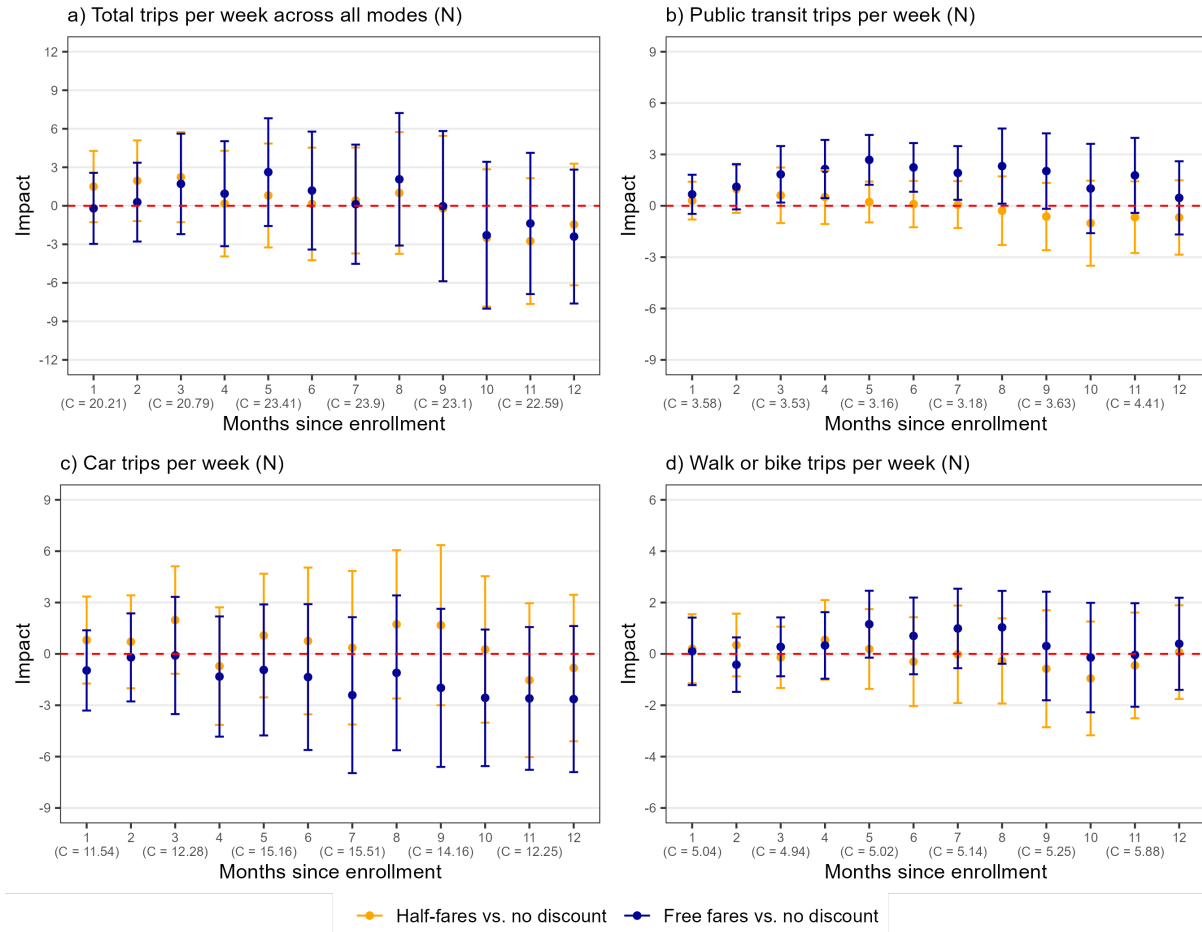 a) Total trips per week across all modes (N)
12
9
6
3
0
-3
-6
-9
-12
Impact
1 2 3 4 5 6 7 8 9 10 11 12
(C = 20.21) (C = 20.79) (C = 23.41) (C = 23.9) (C = 23.1) (C = 22.59)
Months since enrollment
b) Public transit trips per week (N)
9
6
3
0
-3
-6
-9
Impact
1 2 3 4 5 6 7 8 9 10 11 12
(C = 3.58) (C = 3.53) (C = 3.16) (C = 3.18) (C = 3.63) (C = 4.41)
Months since enrollment
c) Car trips per week (N)
9
6
3
0
-3
-6
-9
Impact
1 2 3 4 5 6 7 8 9 10 11 12
(C = 11.54) (C = 12.28) (C = 15.16) (C = 15.51) (C = 14.16) (C = 12.25)
Months since enrollment
d) Walk or bike trips per week (N)
6
4
2
0
-2
-4
-6
Impact
1 2 3 4 5 6 7 8 9 10 11 12
(C = 5.04) (C = 4.94) (C = 5.02) (C = 5.14) (C = 5.25) (C = 5.88)
Months since enrollment
Half-fares vs. no discount Free fares vs. no discount